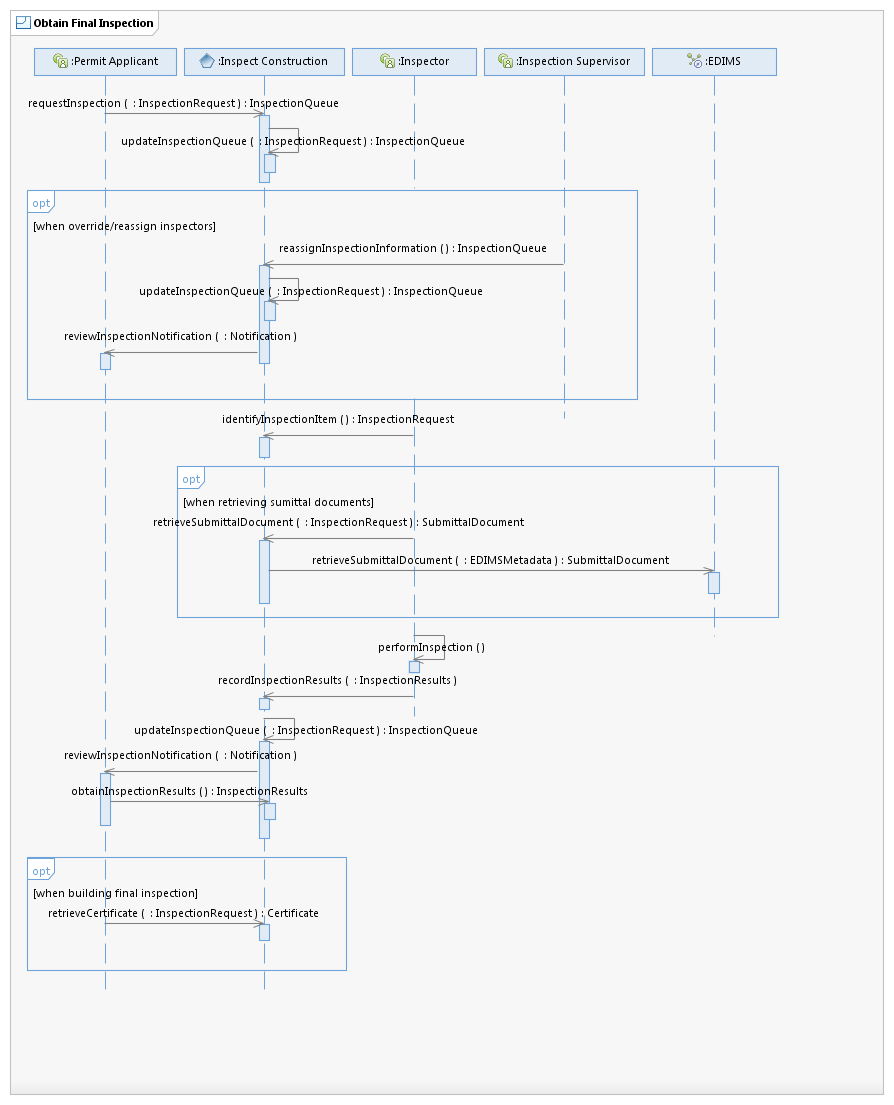 Obtain Final Inspection
:Permit Applicant
:Inspect Construction
:Inspector
:Inspection Supervisor
:EDIMS
requestInspection ( : InspectionRequest ) : InspectionQueue
updateInspectionQueue ( : InspectionRequest ) : InspectionQueue
opt
[when override/reassign inspectors]
reassignInspectionInformation ( ) : InspectionQueue
updateInspectionQueue ( : InspectionRequest ) : InspectionQueue
reviewInspectionNotification ( : Notification )
identifyInspectionItem ( ) : InspectionRequest
opt
[when retrieving sumittal documents]
retrieveSubmittalDocument ( : InspectionRequest ) : SubmittalDocument
retrieveSubmittalDocument ( : EDIMSMetadata ) : SubmittalDocument
performInspection ( )
recordInspectionResults ( : InspectionResults )
updateInspectionQueue ( : InspectionRequest ) : InspectionQueue
reviewInspectionNotification ( : Notification )
obtainInspectionResults ( ) : InspectionResults
opt
[when building final inspection]
retrieveCertificate ( : InspectionRequest ) : Certificate